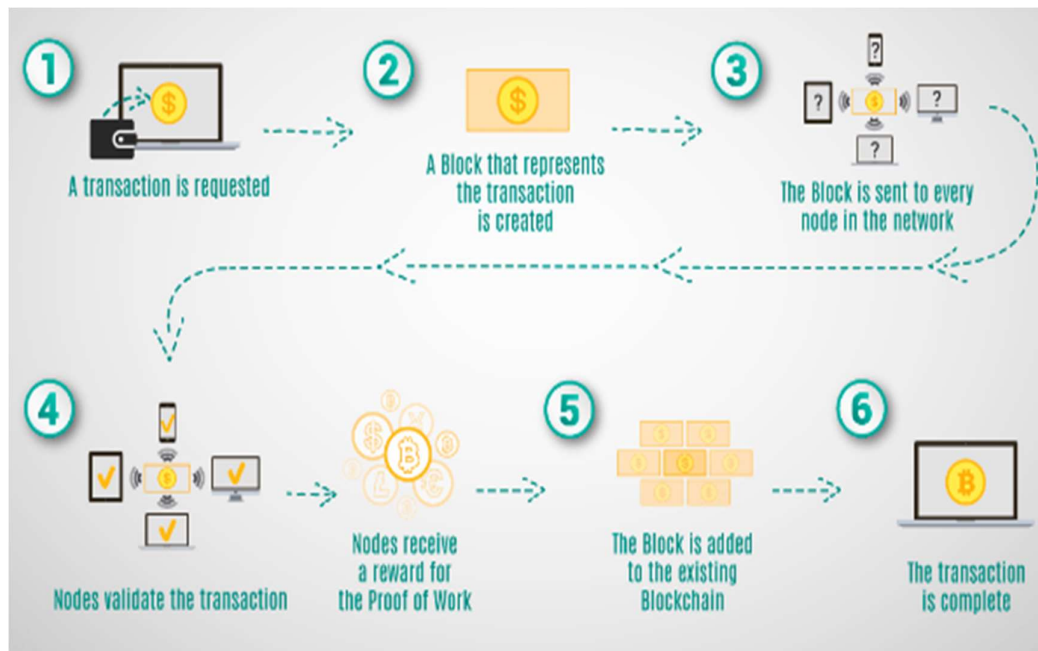 1
A transaction is requested
2
A Block that represents
the transaction
is created
3
?
?
?
?
The Block is sent to every
node in the network
4
Nodes validate the transaction
Nodes receive
a reward for
the Proof of Work
5
The Block is added
to the existing
Blockchain
6
The transaction
is complete